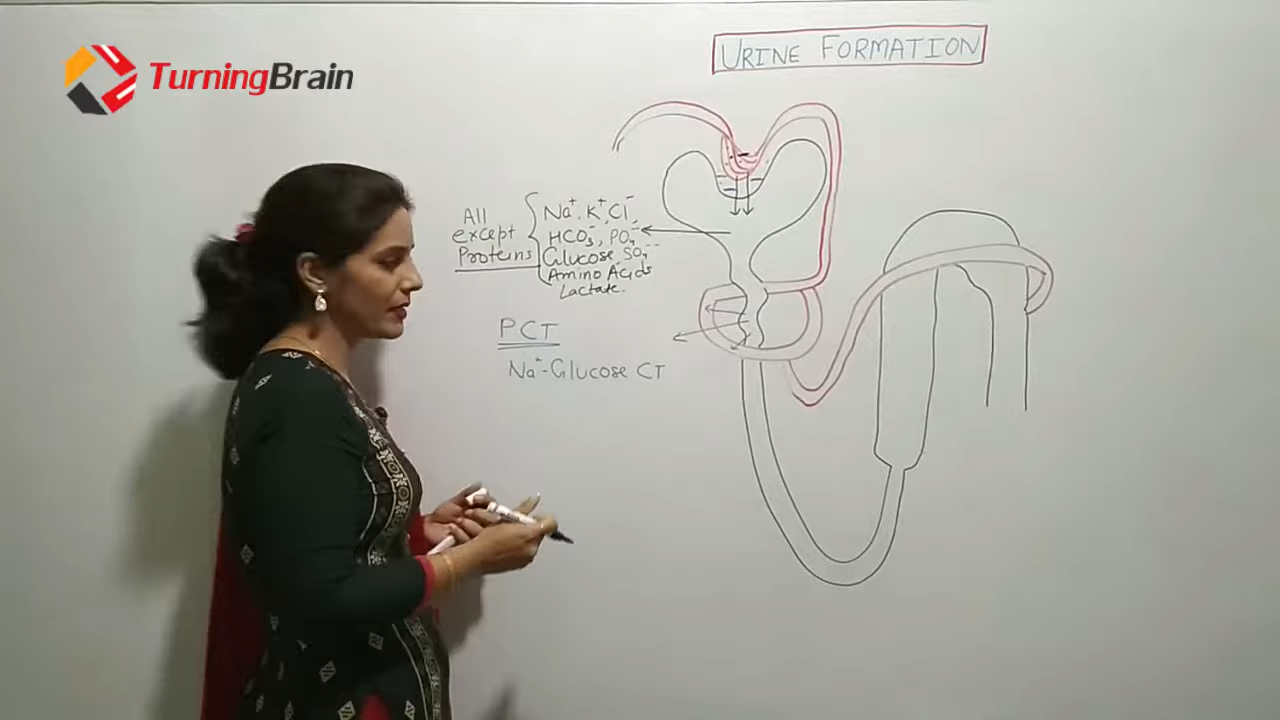 TurningBrain
URINE FORMATION
All
except
Proteins
Na⁺, K⁺, Cl⁻,
HCO₃⁻, PO₄⁻⁻
Glucose, SO₄⁻⁻
Amino Acids
Lactate.
PCT
Na⁺-Glucose CT